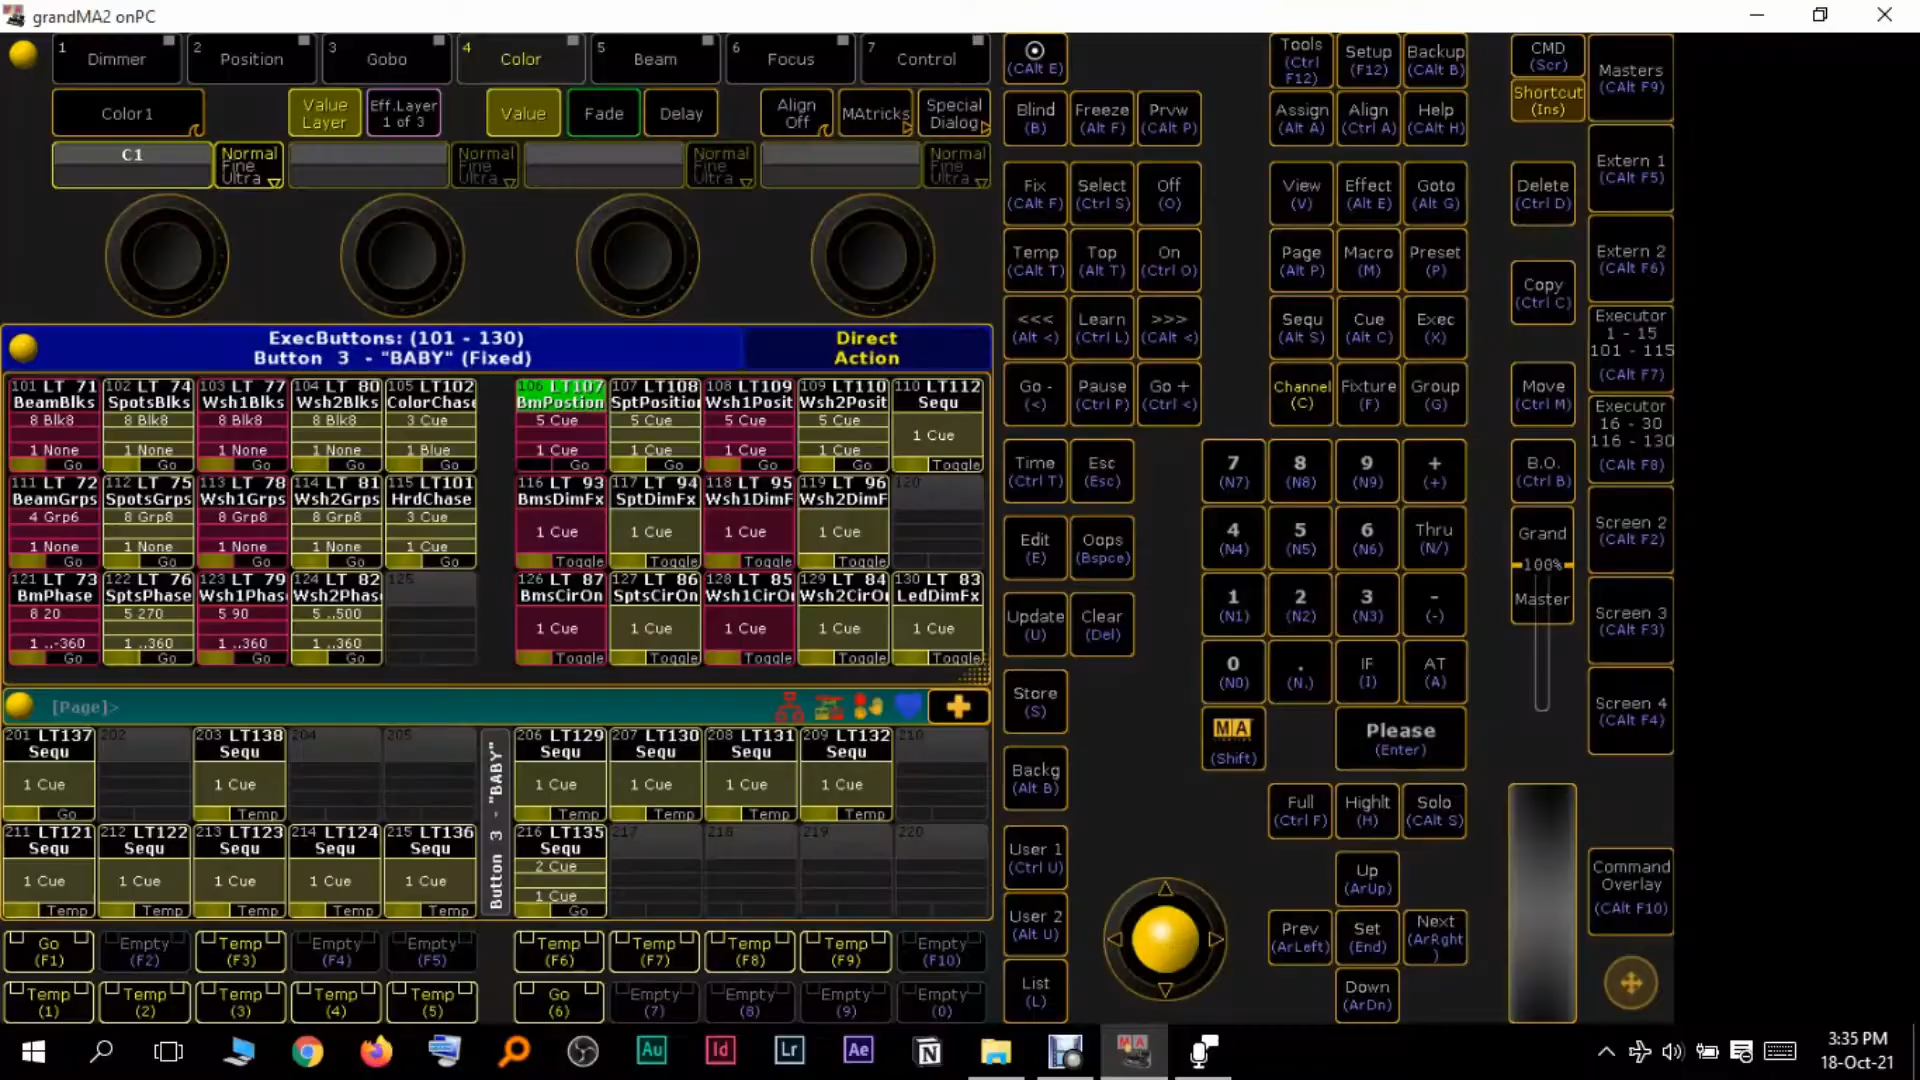 grandMA2 onPC
1 Dimmer
2 Position
3 Gobo
4 Color
5 Beam
6 Focus
7 Control
Color1
Value Layer
Eff.Layer 1 of 3
Value
Fade
Delay
Align Off
MAtricks
Special Dialog
C1
Normal Fine Ultra
Normal Fine Ultra
Normal Fine Ultra
Normal Fine Ultra
ExecButtons: (101 - 130)
Button 3 - "BABY" (Fixed)
Direct Action
101 LT 71 BeamBlks 8 Blk8 1 None Go
102 LT 74 SpotsBlks 8 Blk8 1 None Go
103 LT 77 Wsh1Blks 8 Blk8 1 None Go
104 LT 80 Wsh2Blks 8 Blk8 1 None Go
105 LT102 ColorChase 3 Cue 1 Blue Go
106 LT107 BmPostion 5 Cue 1 Cue Go
107 LT108 SptPositio 5 Cue 1 Cue Go
108 LT109 Wsh1Posit 5 Cue 1 Cue Go
109 LT110 Wsh2Posit 5 Cue 1 Cue Go
110 LT112 Sequ 1 Cue Toggle
111 LT 72 BeamGrps 4 Grp6 1 None Go
112 LT 75 SpotsGrps 8 Grp8 1 None Go
113 LT 78 Wsh1Grps 8 Grp8 1 None Go
114 LT 81 Wsh2Grps 8 Grp8 1 None Go
115 LT101 HrdChase 3 Cue 1 Cue Go
116 LT 93 BmsDimFx 1 Cue Toggle
117 LT 94 SptDimFx 1 Cue Toggle
118 LT 95 Wsh1DimF 1 Cue Toggle
119 LT 96 Wsh2DimF 1 Cue Toggle
120
121 LT 73 BmPhase 8 20 1 ..-360 Go
122 LT 76 SptsPhase 5 270 1 ..360 Go
123 LT 79 Wsh1Phas 5 90 1 ..360 Go
124 LT 82 Wsh2Phas 5 ..500 1 ..360 Go
125
126 LT 87 BmsCirOn 1 Cue Toggle
127 LT 86 SptsCirOn 1 Cue Toggle
128 LT 85 Wsh1CirO 1 Cue Toggle
129 LT 84 Wsh2CirO 1 Cue Toggle
130 LT 83 LedDimFx 1 Cue Toggle
[Page]>
201 LT137 Sequ 1 Cue Go
202
203 LT138 Sequ 1 Cue Temp
204
205
206 LT129 Sequ 1 Cue Temp
207 LT130 Sequ 1 Cue Temp
208 LT131 Sequ 1 Cue Temp
209 LT132 Sequ 1 Cue Temp
210
211 LT121 Sequ 1 Cue Temp
212 LT122 Sequ 1 Cue Temp
213 LT123 Sequ 1 Cue Temp
214 LT124 Sequ 1 Cue Temp
215 LT136 Sequ 1 Cue Temp
Button 3 - "BABY"
216 LT135 Sequ 2 Cue 1 Cue Go
217
218
219
220
Go (F1)
Empty (F2)
Temp (F3)
Empty (F4)
Empty (F5)
Temp (F6)
Temp (F7)
Temp (F8)
Temp (F9)
Empty (F10)
Temp (1)
Temp (2)
Temp (3)
Temp (4)
Temp (5)
Go (6)
Empty (7)
Empty (8)
Empty (9)
Empty (0)
(CAlt E)
Tools (Ctrl F12)
Setup (F12)
Backup (CAlt B)
CMD (Scr)
Shortcut (Ins)
Masters (CAlt F9)
Blind (B)
Freeze (Alt F)
Prvw (CAlt P)
Assign (Alt A)
Align (Ctrl A)
Help (CAlt H)
Fix (CAlt F)
Select (Ctrl S)
Off (O)
View (V)
Effect (Alt E)
Goto (Alt G)
Delete (Ctrl D)
Extern 1 (CAlt F5)
Temp (CAlt T)
Top (Alt T)
On (Ctrl O)
Page (Alt P)
Macro (M)
Preset (P)
Copy (Ctrl C)
Extern 2 (CAlt F6)
<<< (Alt <)
Learn (Ctrl L)
>>> (CAlt <)
Sequ (Alt S)
Cue (Alt C)
Exec (X)
Executor 1 - 15 101 - 115 (CAlt F7)
Go - (<)
Pause (Ctrl P)
Go + (Ctrl <)
Channel (C)
Fixture (F)
Group (G)
Move (Ctrl M)
Executor 16 - 30 116 - 130 (CAlt F8)
Time (Ctrl T)
Esc (Esc)
7 (N7)
8 (N8)
9 (N9)
+ (+)
B.O. (Ctrl B)
Edit (E)
Oops (Bspce)
4 (N4)
5 (N5)
6 (N6)
Thru (N/)
Grand 100% Master
Screen 2 (CAlt F2)
Update (U)
Clear (Del)
1 (N1)
2 (N2)
3 (N3)
- (-)
Screen 3 (CAlt F3)
Store (S)
0 (N0)
. (N.)
IF (I)
AT (A)
Screen 4 (CAlt F4)
MA (Shift)
Please (Enter)
Backg (Alt B)
Full (Ctrl F)
Highlt (H)
Solo (CAlt S)
User 1 (Ctrl U)
Up (ArUp)
Command Overlay (CAlt F10)
User 2 (Alt U)
Prev (ArLeft)
Set (End)
Next (ArRght)
List (L)
Down (ArDn)
Au
Id
Lr
Ae
N
3:35 PM
18-Oct-21